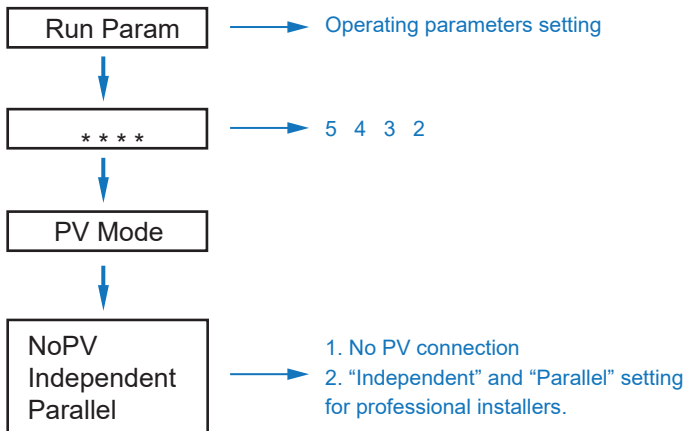 Run Param
Operating parameters setting
* * * *
5 4 3 2
PV Mode
NoPV
Independent
Parallel
1. No PV connection
2. “Independent” and “Parallel” setting
for professional installers.